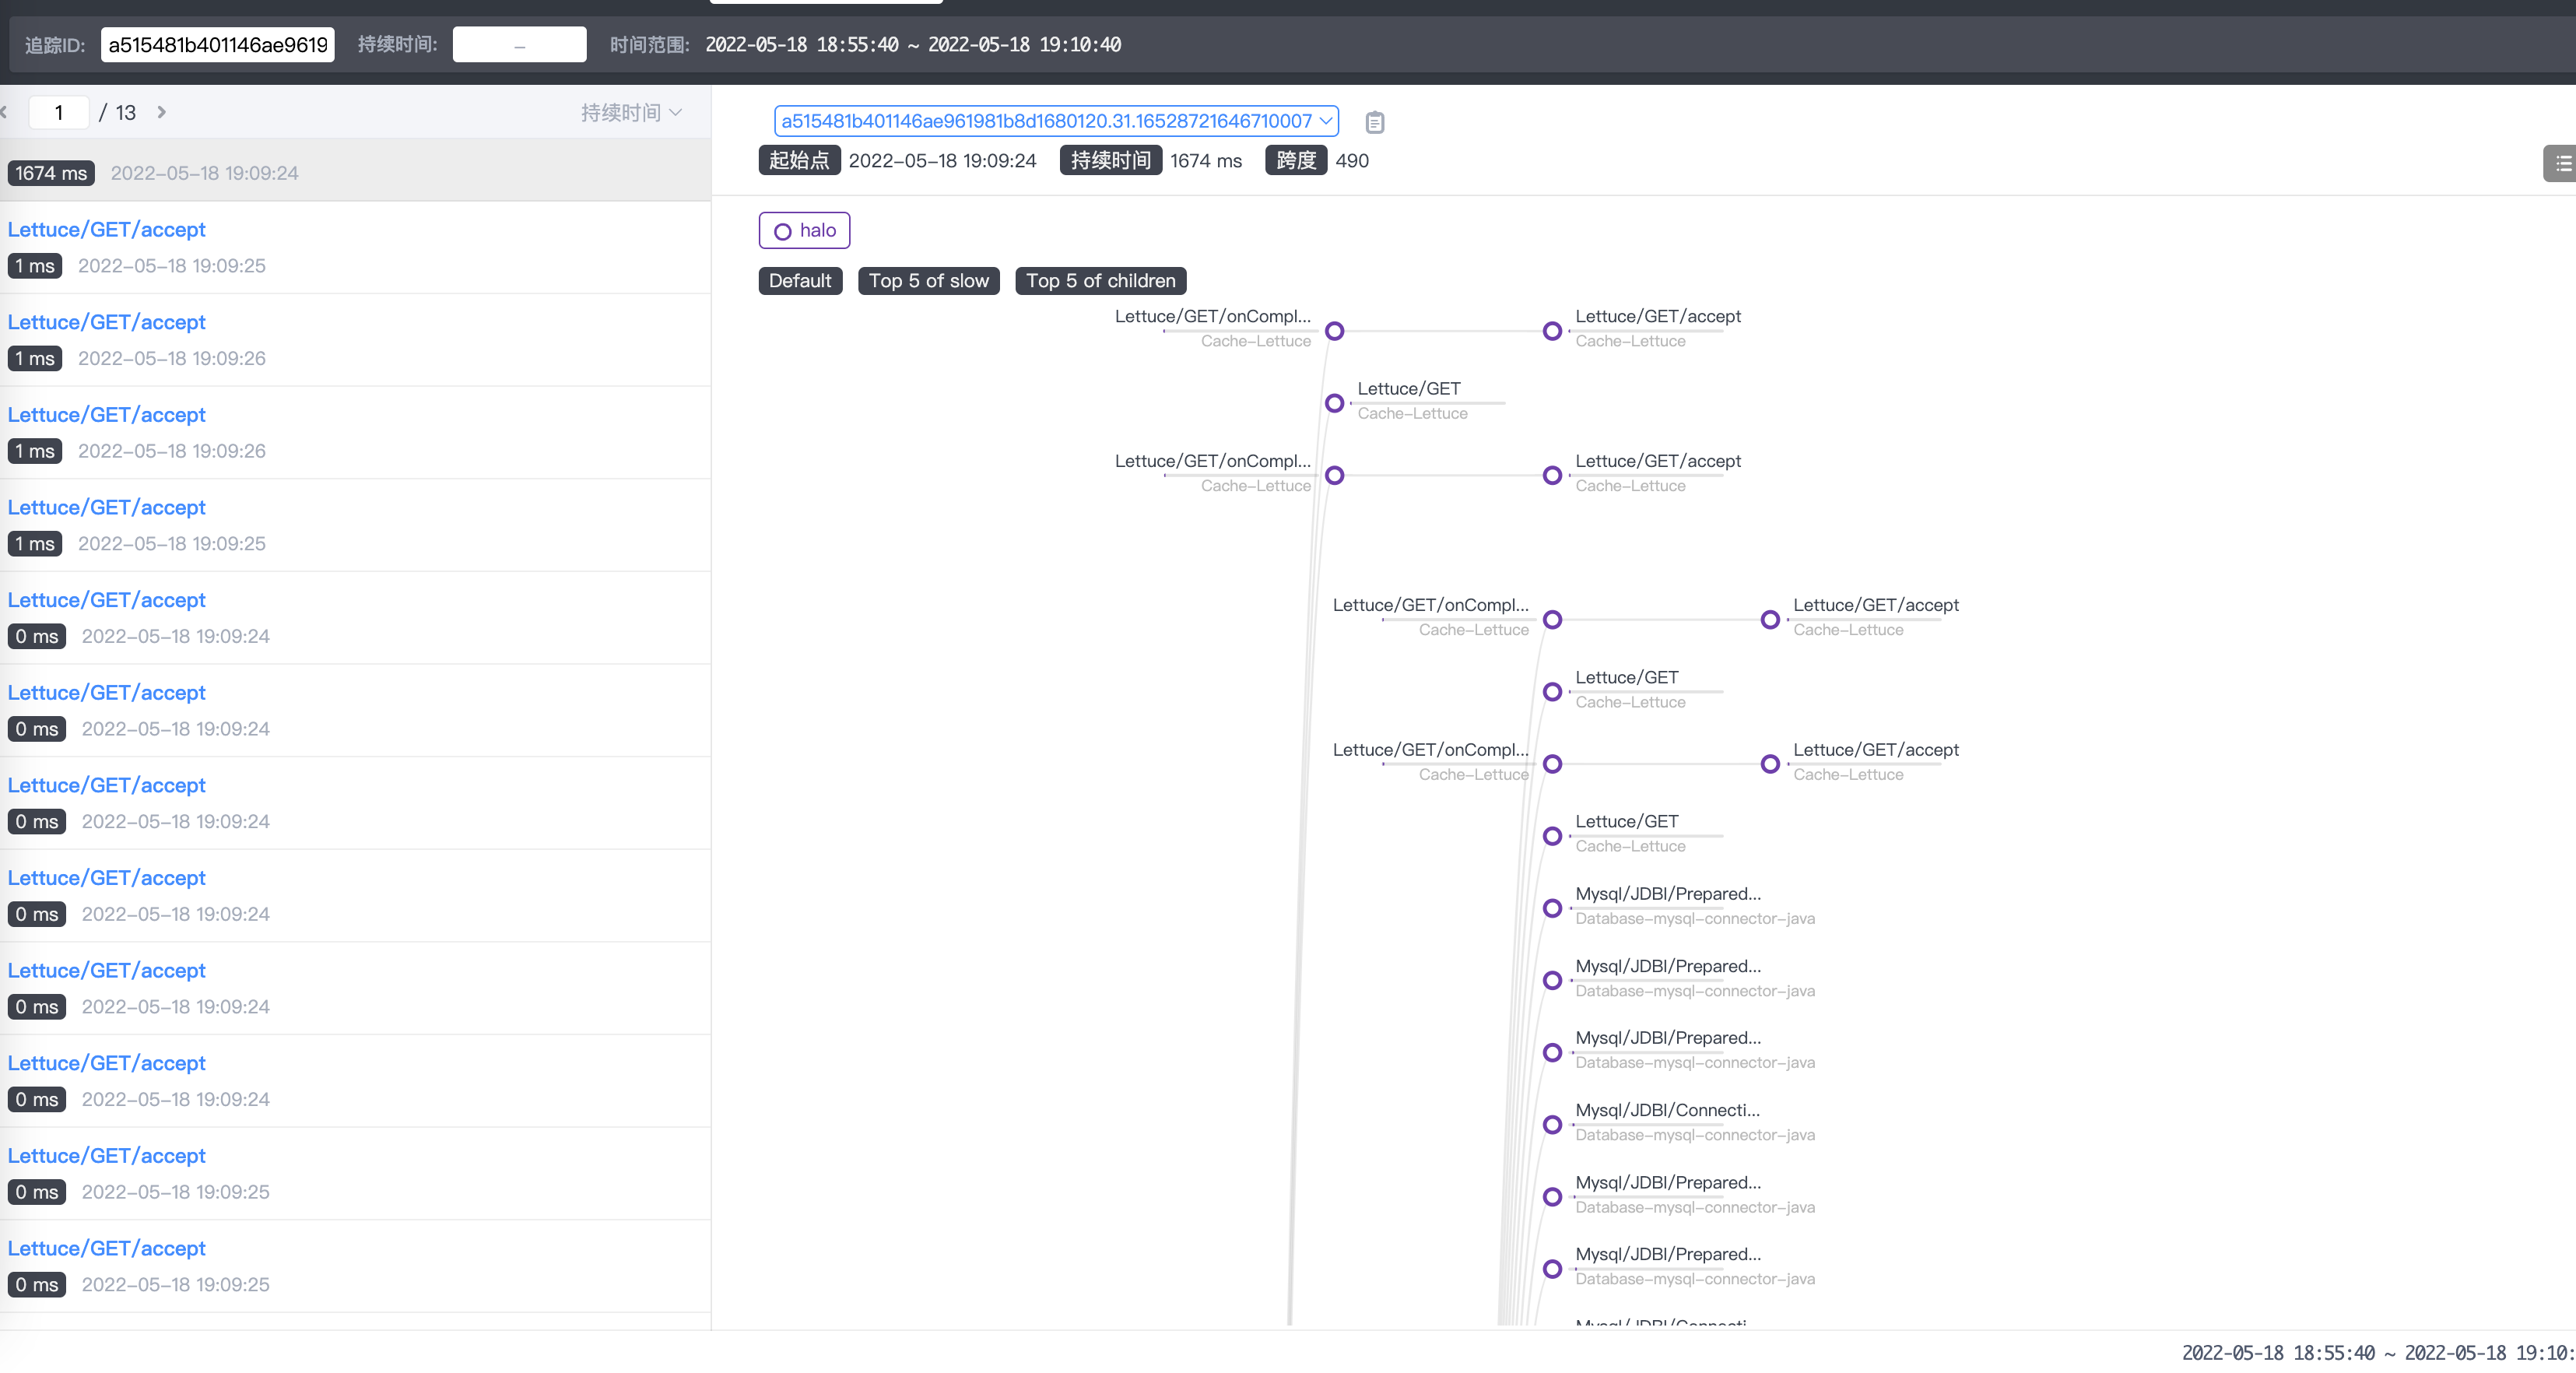 追踪ID: a515481b401146ae9619 持续时间: – 时间范围: 2022-05-18 18:55:40 ~ 2022-05-18 19:10:40
1 / 13 持续时间
1674 ms 2022-05-18 19:09:24
Lettuce/GET/accept
1 ms 2022-05-18 19:09:25
Lettuce/GET/accept
1 ms 2022-05-18 19:09:26
Lettuce/GET/accept
1 ms 2022-05-18 19:09:26
Lettuce/GET/accept
1 ms 2022-05-18 19:09:25
Lettuce/GET/accept
0 ms 2022-05-18 19:09:24
Lettuce/GET/accept
0 ms 2022-05-18 19:09:24
Lettuce/GET/accept
0 ms 2022-05-18 19:09:24
Lettuce/GET/accept
0 ms 2022-05-18 19:09:24
Lettuce/GET/accept
0 ms 2022-05-18 19:09:24
Lettuce/GET/accept
0 ms 2022-05-18 19:09:24
Lettuce/GET/accept
0 ms 2022-05-18 19:09:25
Lettuce/GET/accept
0 ms 2022-05-18 19:09:25
a515481b401146ae961981b8d1680120.31.16528721646710007
起始点 2022-05-18 19:09:24 持续时间 1674 ms 跨度 490
halo
Default Top 5 of slow Top 5 of children
Lettuce/GET/onCompl... Lettuce/GET/accept
Cache-Lettuce Cache-Lettuce
Lettuce/GET
Cache-Lettuce
Lettuce/GET/onCompl... Lettuce/GET/accept
Cache-Lettuce Cache-Lettuce
Lettuce/GET/onCompl... Lettuce/GET/accept
Cache-Lettuce Cache-Lettuce
Lettuce/GET
Cache-Lettuce
Lettuce/GET/onCompl... Lettuce/GET/accept
Cache-Lettuce Cache-Lettuce
Lettuce/GET
Cache-Lettuce
Mysql/JDBI/Prepared...
Database-mysql-connector-java
Mysql/JDBI/Prepared...
Database-mysql-connector-java
Mysql/JDBI/Prepared...
Database-mysql-connector-java
Mysql/JDBI/Connecti...
Database-mysql-connector-java
Mysql/JDBI/Prepared...
Database-mysql-connector-java
Mysql/JDBI/Prepared...
Database-mysql-connector-java
Mysql/JDBI/Connecti...
2022-05-18 18:55:40 ~ 2022-05-18 19:10: